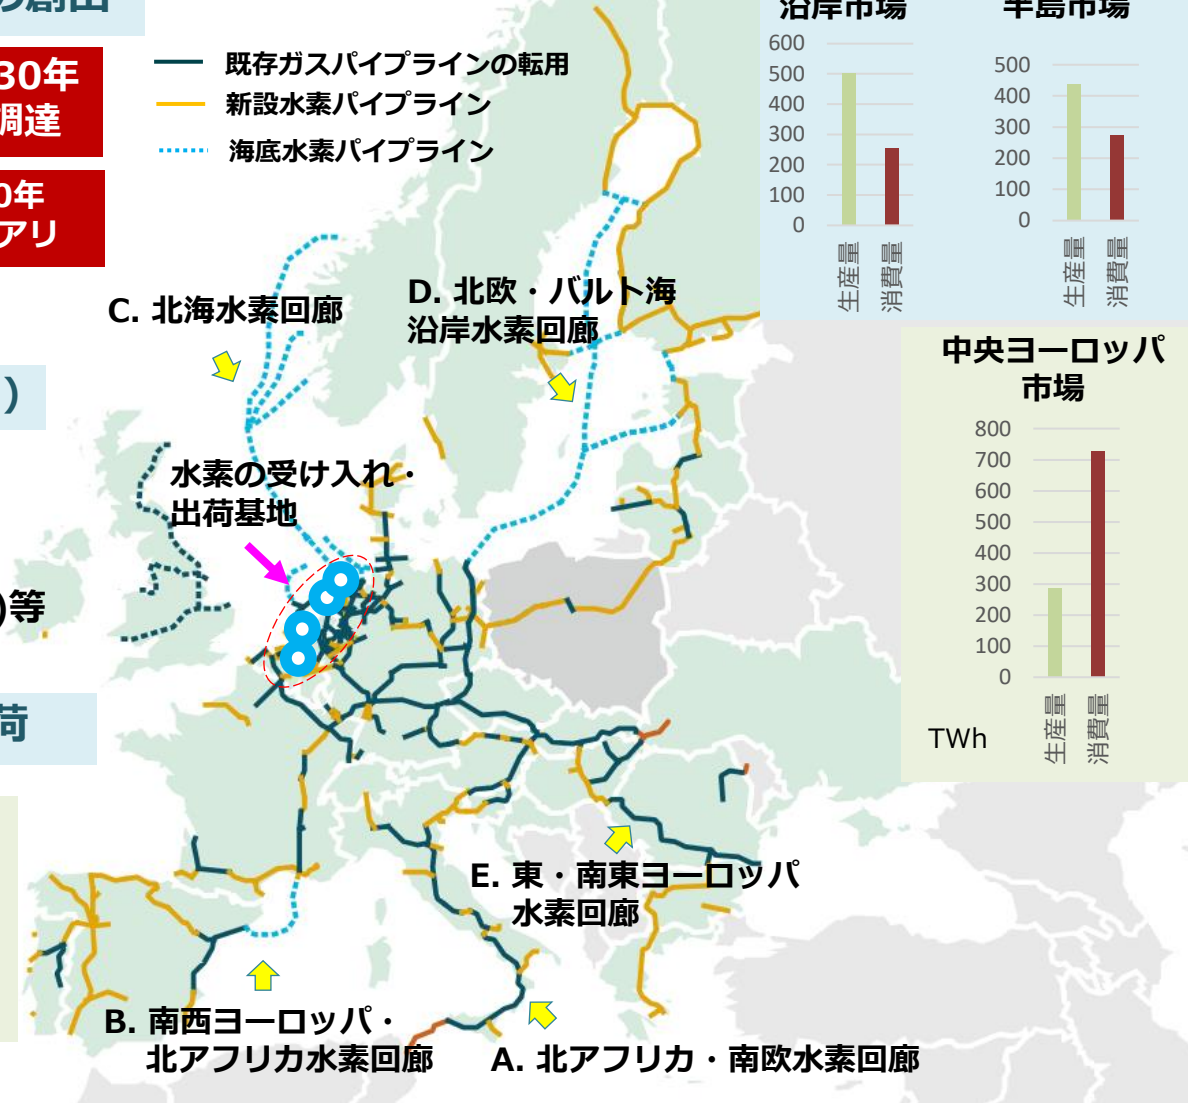 の創出
30年
調達
0年
アリ
)
)等
荷
既存ガスパイプラインの転用
新設水素パイプライン
海底水素パイプライン
C. 北海水素回廊
D. 北欧・バルト海
沿岸水素回廊
水素の受け入れ・
出荷基地
E. 東・南東ヨーロッパ
水素回廊
B. 南西ヨーロッパ・
北アフリカ水素回廊
A. 北アフリカ・南欧水素回廊
沿岸市場
600
500
400
300
200
100
0
生産量
消費量
半島市場
500
400
300
200
100
0
生産量
消費量
中央ヨーロッパ
市場
800
700
600
500
400
300
200
100
0
生産量
消費量
TWh